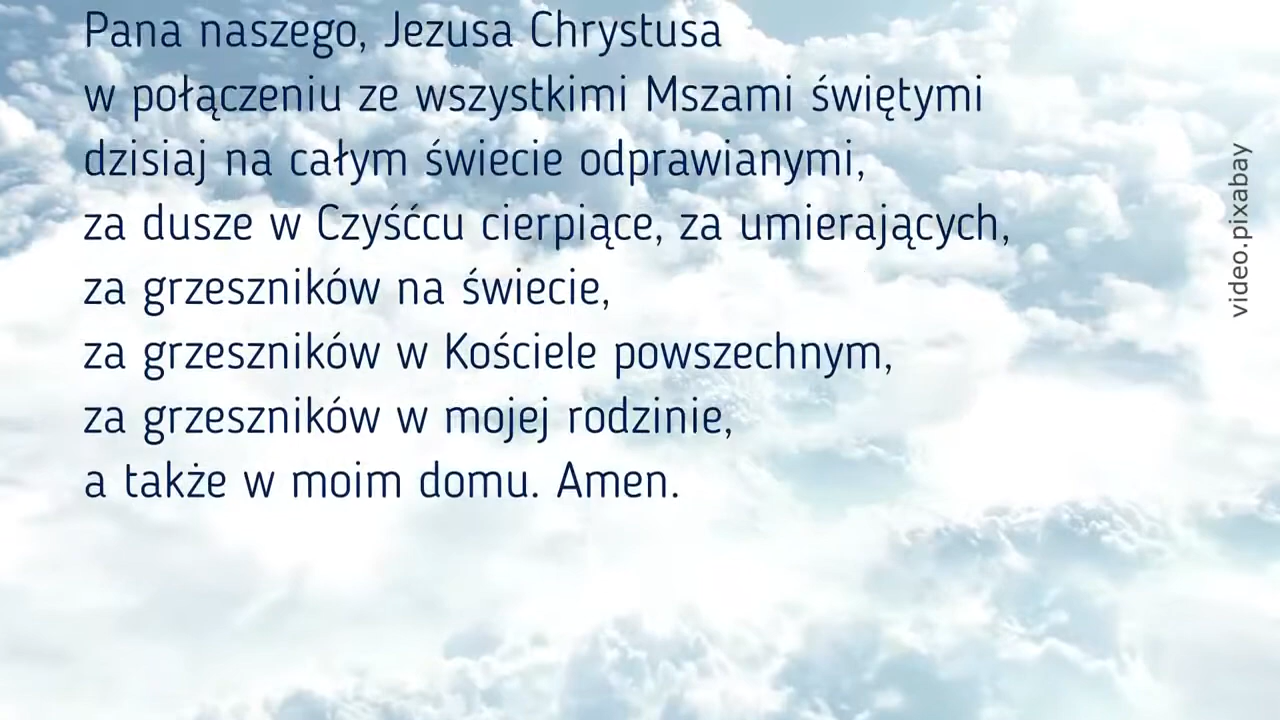 Pana naszego, Jezusa Chrystusa
w połączeniu ze wszystkimi Mszami świętymi
dzisiaj na całym świecie odprawianymi,
za dusze w Czyśćcu cierpiące, za umierających,
za grzeszników na świecie,
za grzeszników w Kościele powszechnym,
za grzeszników w mojej rodzinie,
a także w moim domu. Amen.
video.pixabay